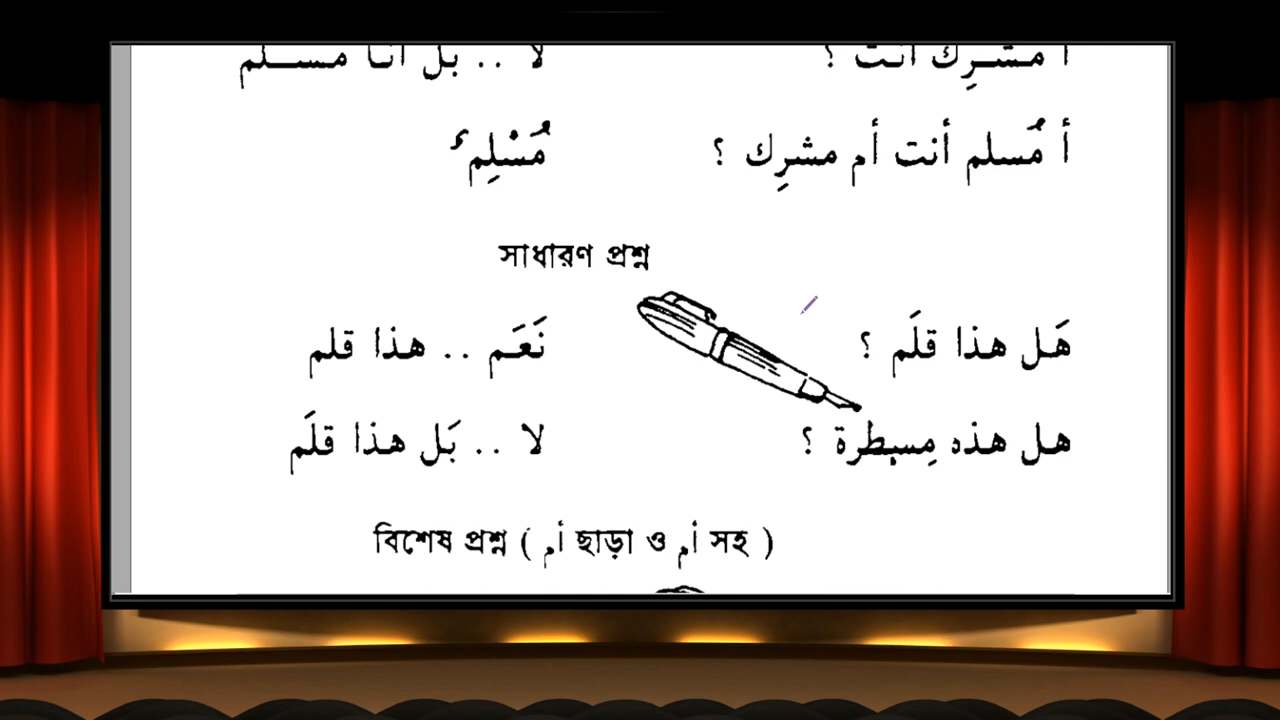 أ مشرِك أنت ؟ لا .. بل أنا مسلم
أ مُسلم أنت أم مشرِك ؟ مُسْلِمٌ
সাধারণ প্রশ্ন
هَل هذا قلَم ؟ نَعَم .. هذا قلم
هل هذه مِسطرة ؟ لا .. بَل هذا قلَم
বিশেষ প্রশ্ন ( أم ছাড়া ও أم সহ )